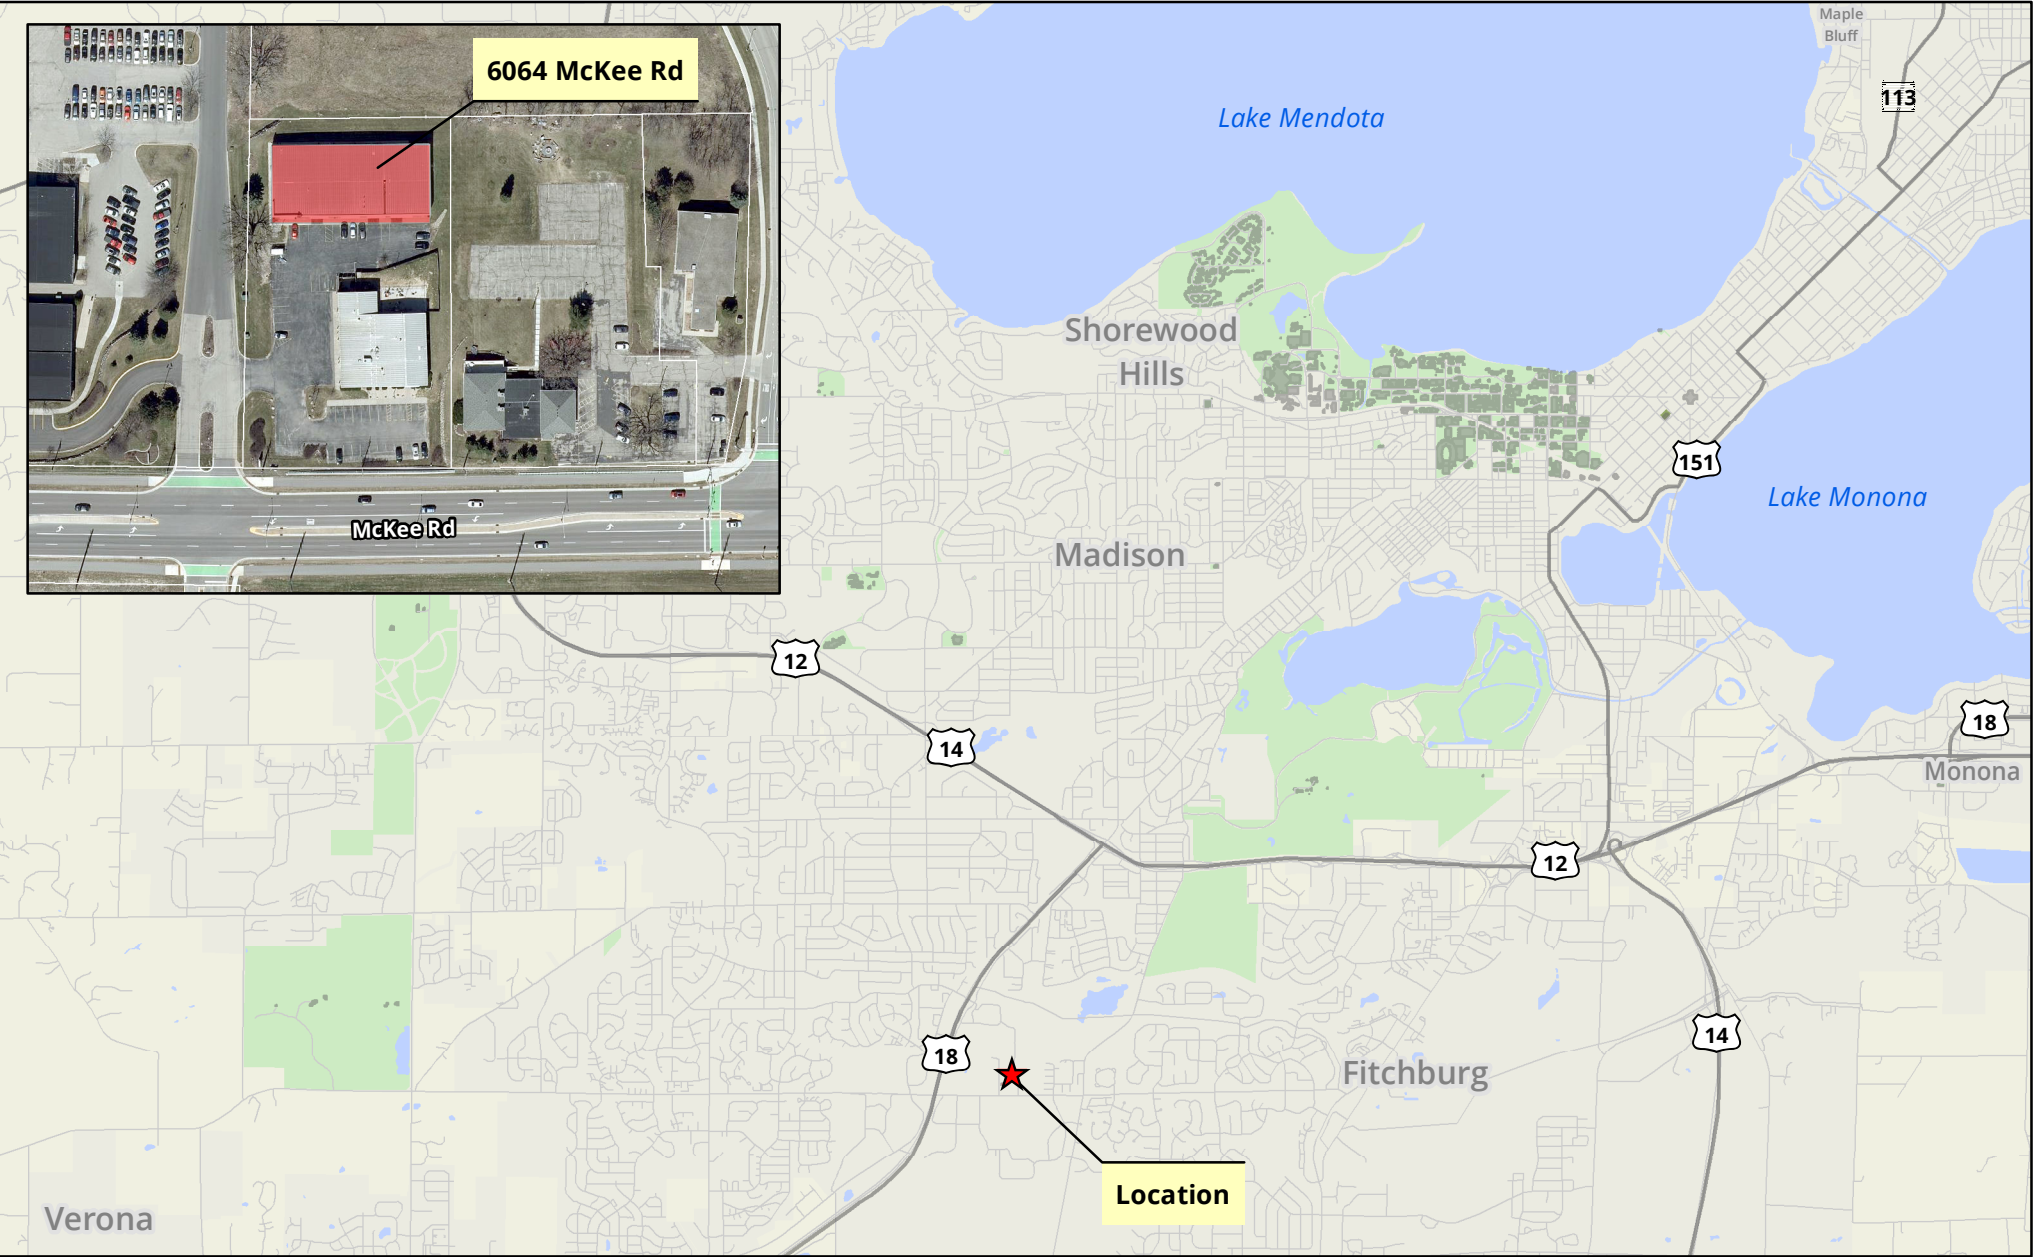 6064 McKee Rd
McKee Rd
Maple
Bluff
113
Lake Mendota
Shorewood
Hills
151
Lake Monona
Madison
12
14
18
Monona
12
18
14
Fitchburg
Location
Verona